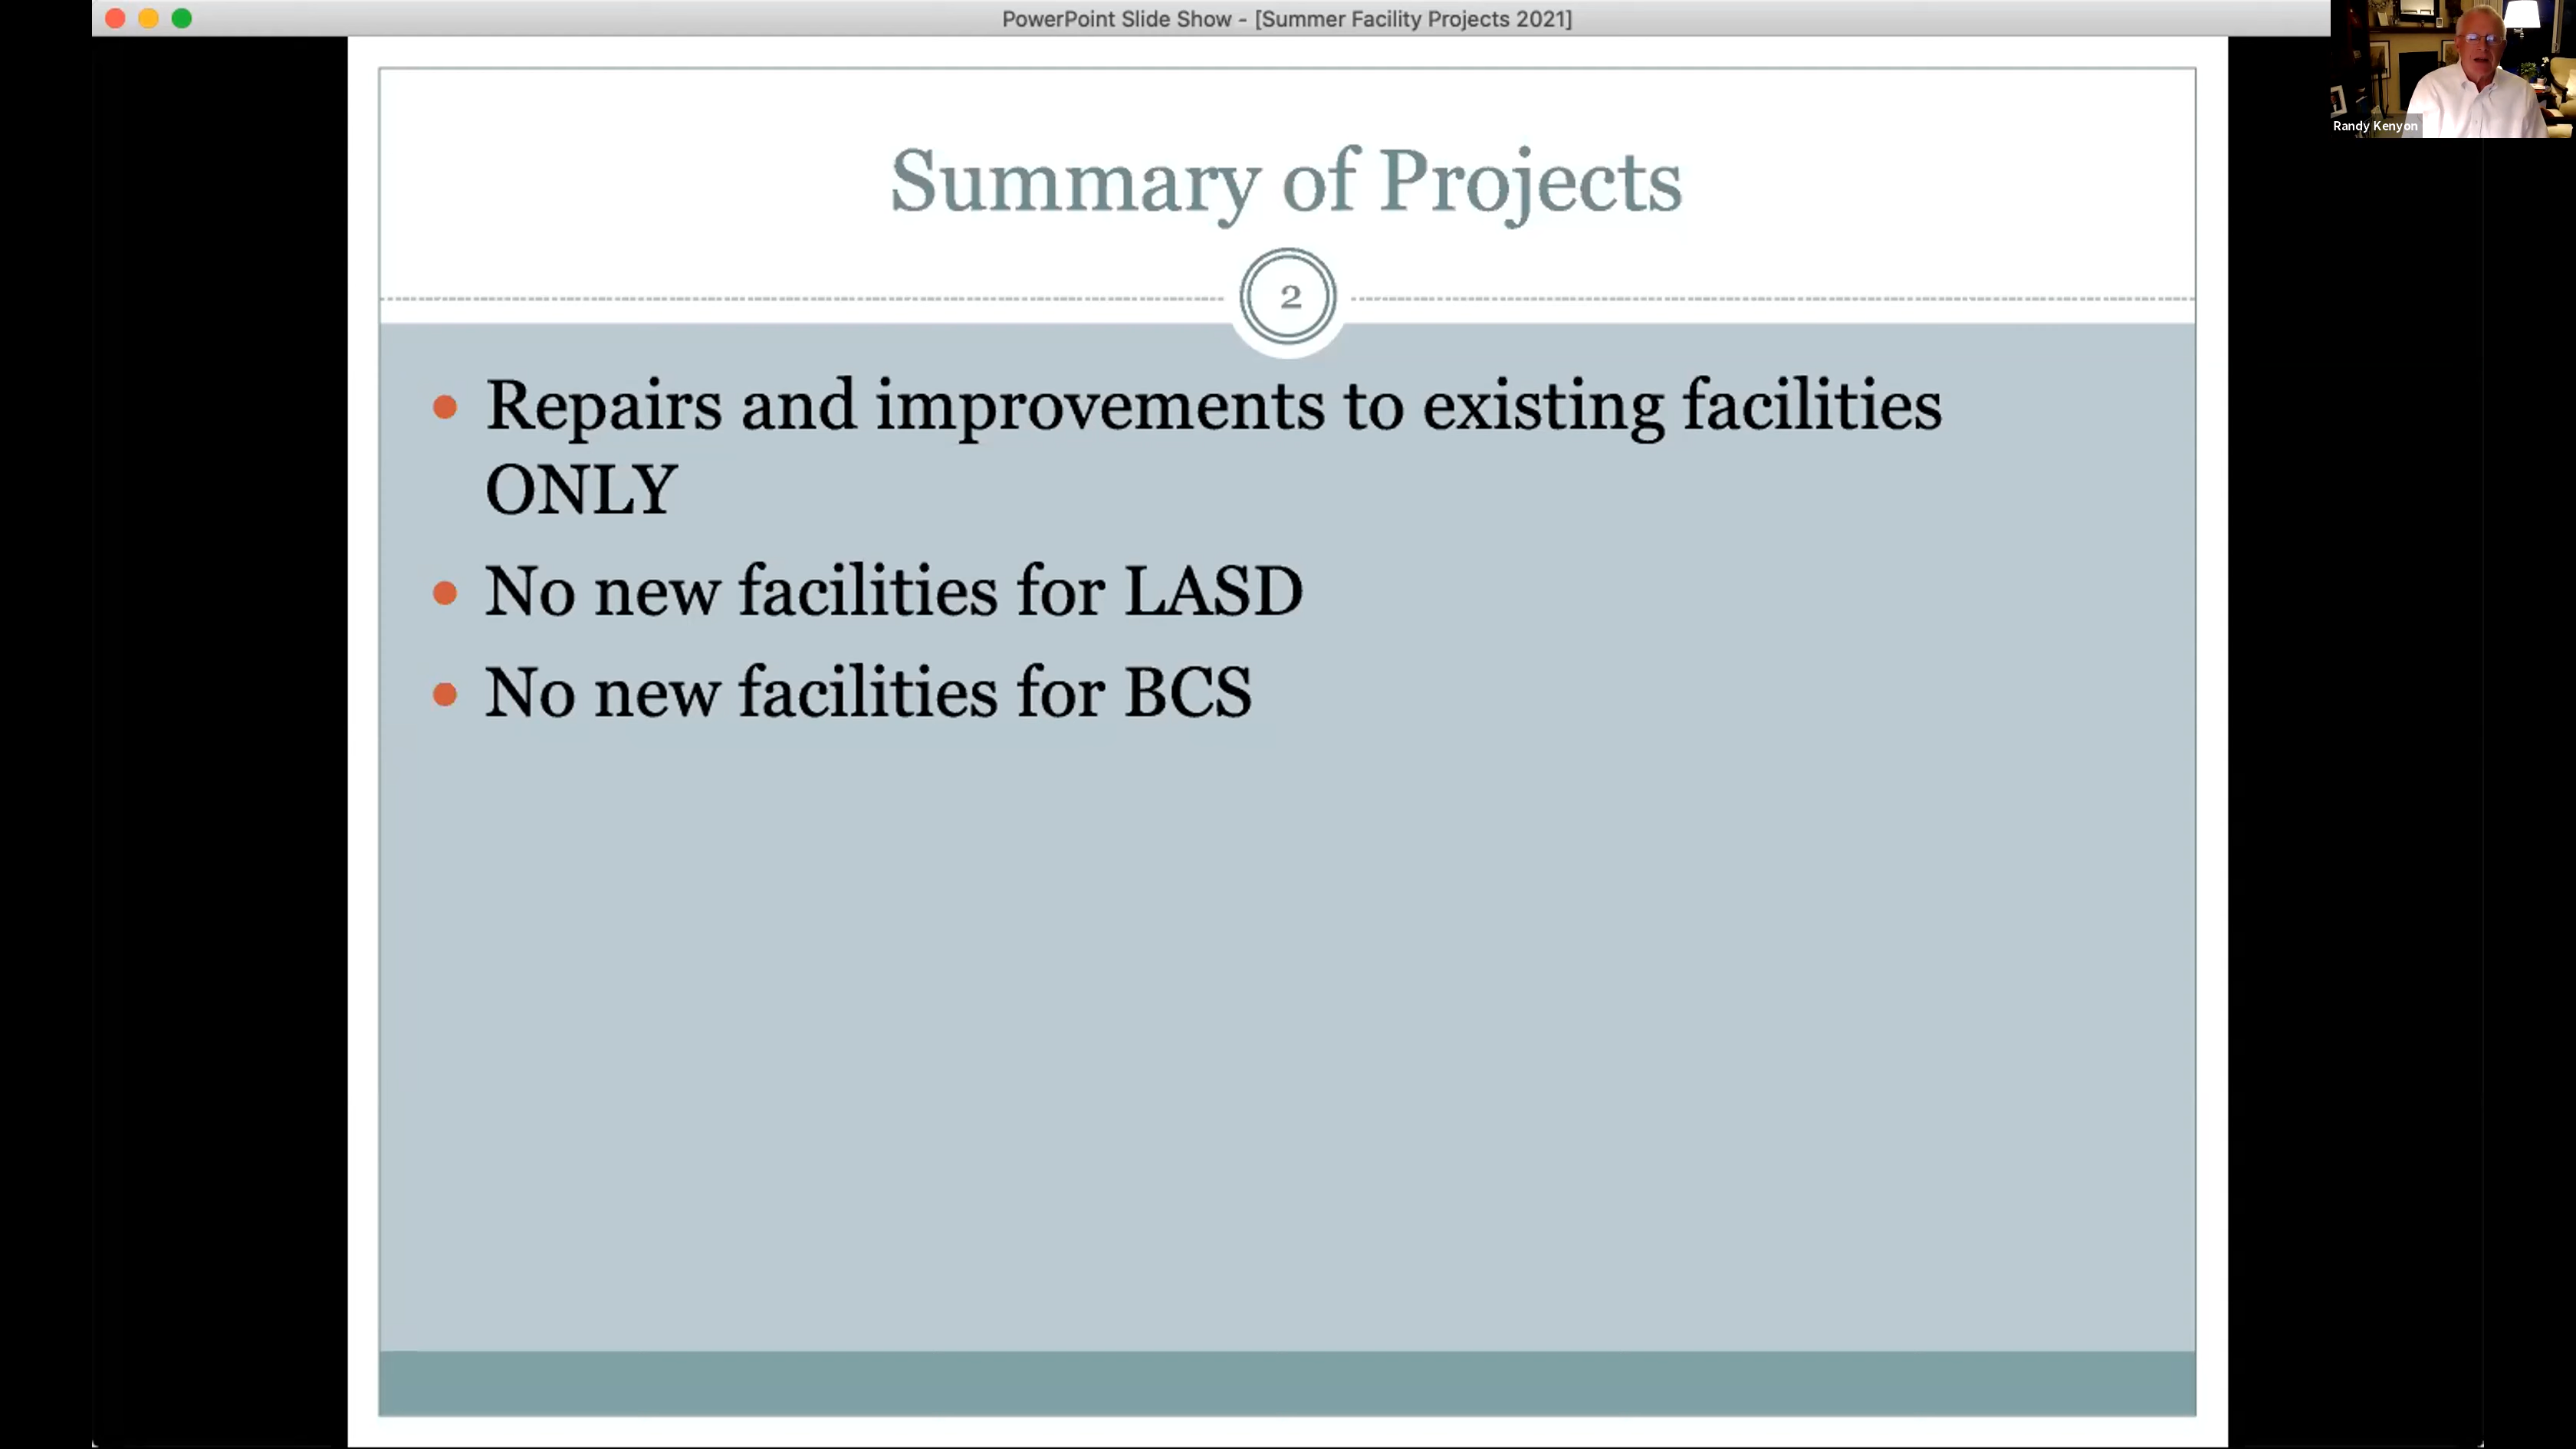 PowerPoint Slide Show - [Summer Facility Projects 2021]
Randy Kenyon
Summary of Projects
2
Repairs and improvements to existing facilities
ONLY
No new facilities for LASD
No new facilities for BCS